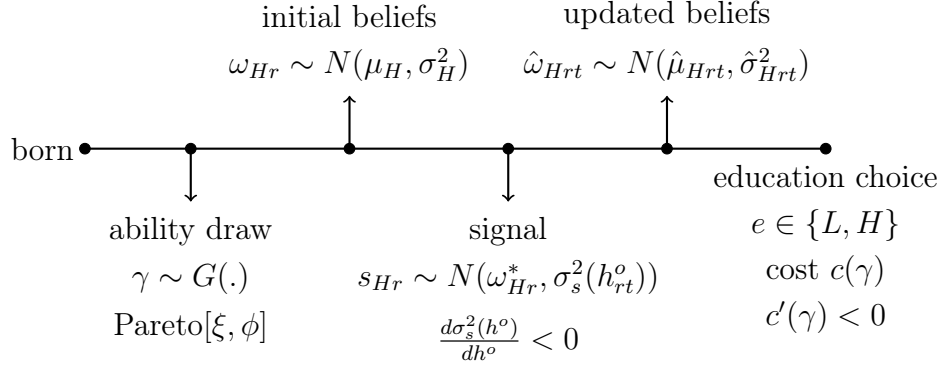 initial beliefs
ω_{Hr} ∼ N(μ_H, σ_H^2)
updated beliefs
ω̂_{Hrt} ∼ N(μ̂_{Hrt}, σ̂_{Hrt}^2)
born
ability draw
γ ∼ G(.)
Pareto[ξ, ϕ]
signal
s_{Hr} ∼ N(ω_{Hr}^*, σ_s^2(h_{rt}^o))
\frac{dσ_s^2(h^o)}{dh^o} < 0
education choice
e ∈ {L, H}
cost c(γ)
c′(γ) < 0